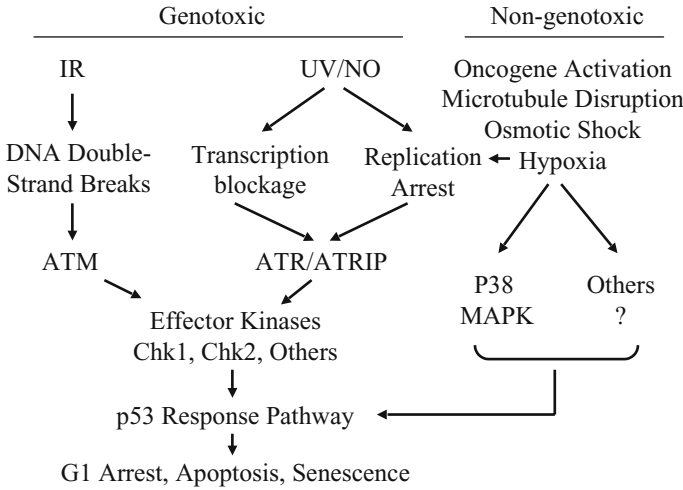 Genotoxic
Non-genotoxic
IR
UV/NO
Oncogene Activation
Microtubule Disruption
Osmotic Shock
Hypoxia
DNA Double-
Strand Breaks
Transcription
blockage
Replication
Arrest
ATM
ATR/ATRIP
P38
MAPK
Others
?
Effector Kinases
Chk1, Chk2, Others
p53 Response Pathway
G1 Arrest, Apoptosis, Senescence